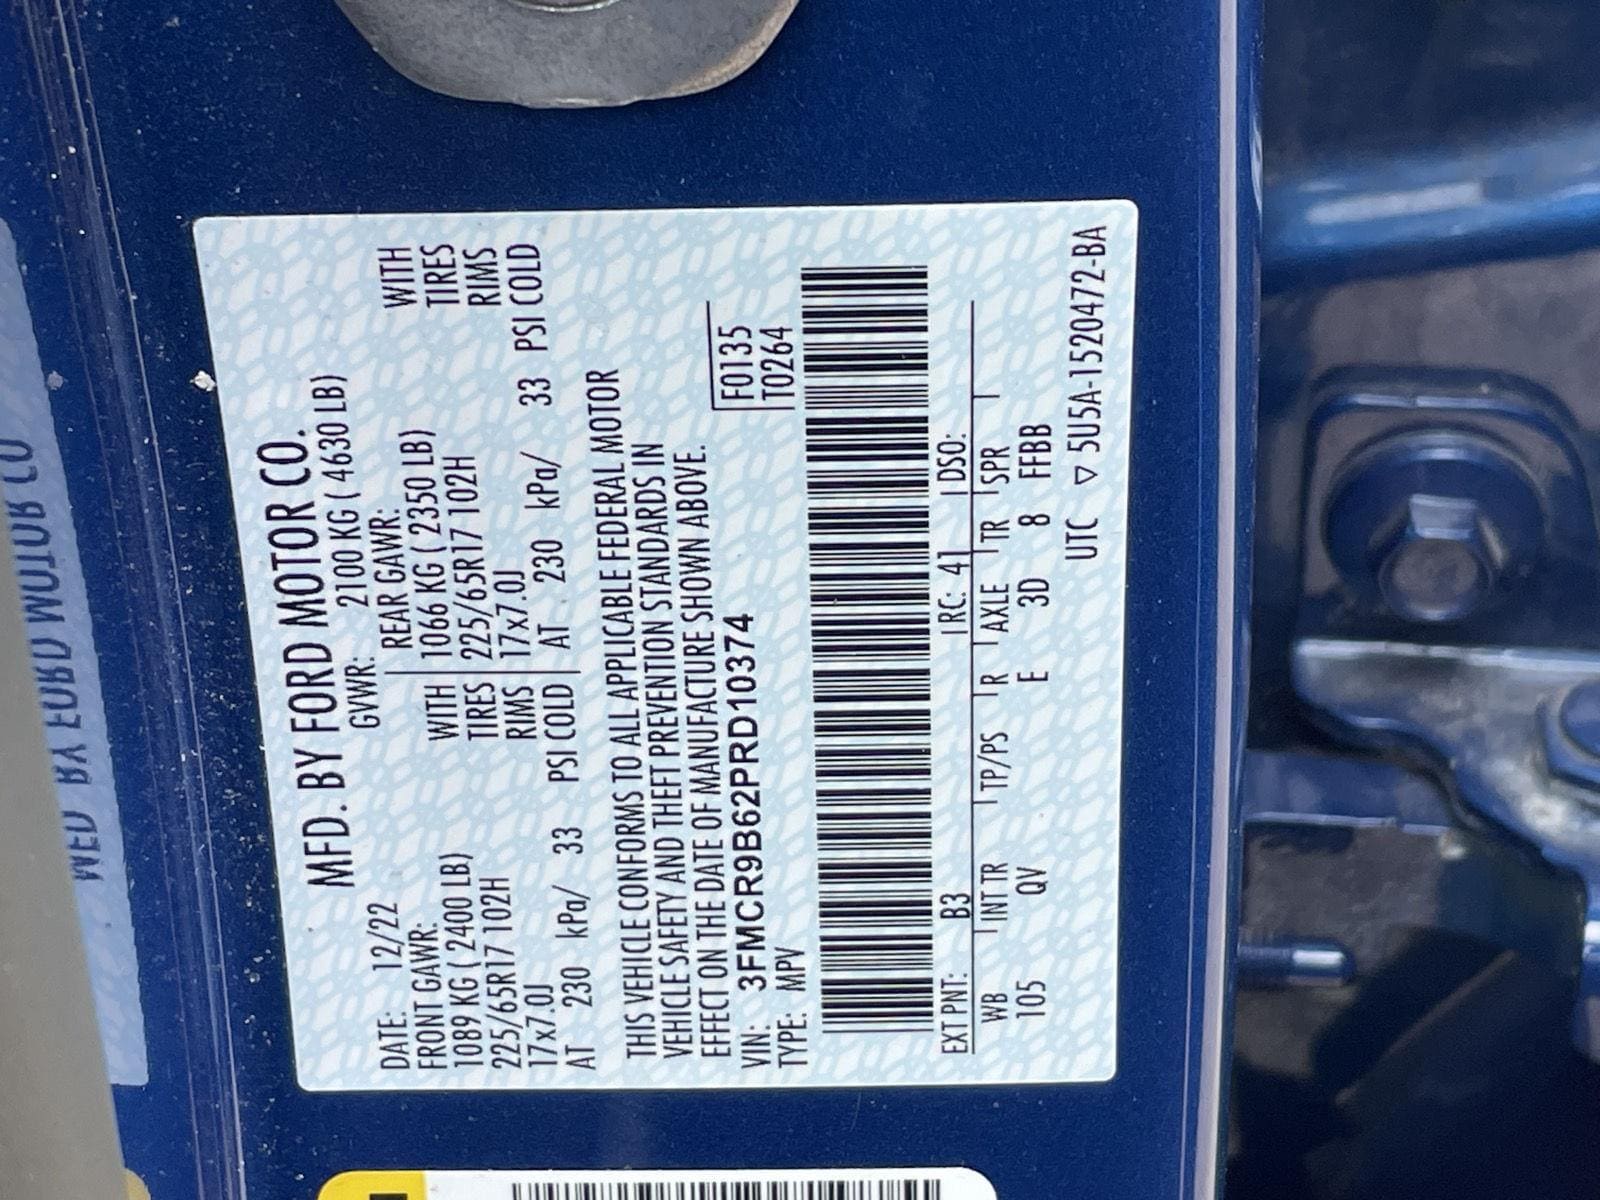 MFD. BY FORD MOTOR CO.
DATE: 12/22 GVWR: 2100 KG ( 4630 LB)
FRONT GAWR: REAR GAWR:
1089 KG ( 2400 LB) WITH 1066 KG ( 2350 LB) WITH
225/65R17 102H TIRES 225/65R17 102H TIRES
17x7.0J RIMS 17x7.0J RIMS
AT 230 kPa/ 33 PSI COLD AT 230 kPa/ 33 PSI COLD
THIS VEHICLE CONFORMS TO ALL APPLICABLE FEDERAL MOTOR
VEHICLE SAFETY AND THEFT PREVENTION STANDARDS IN
EFFECT ON THE DATE OF MANUFACTURE SHOWN ABOVE.
VIN: 3FMCR9B62PRD10374 F0135
TYPE: MPV T0264
EXT PNT: B3 RC: 41 DSO:
WB INT TR TP/PS R AXLE TR SPR
105 QV E 3D 8 FFBB
UTC ▽ 5U5A-1520472-BA
MFD. BY FORD MOTOR CO